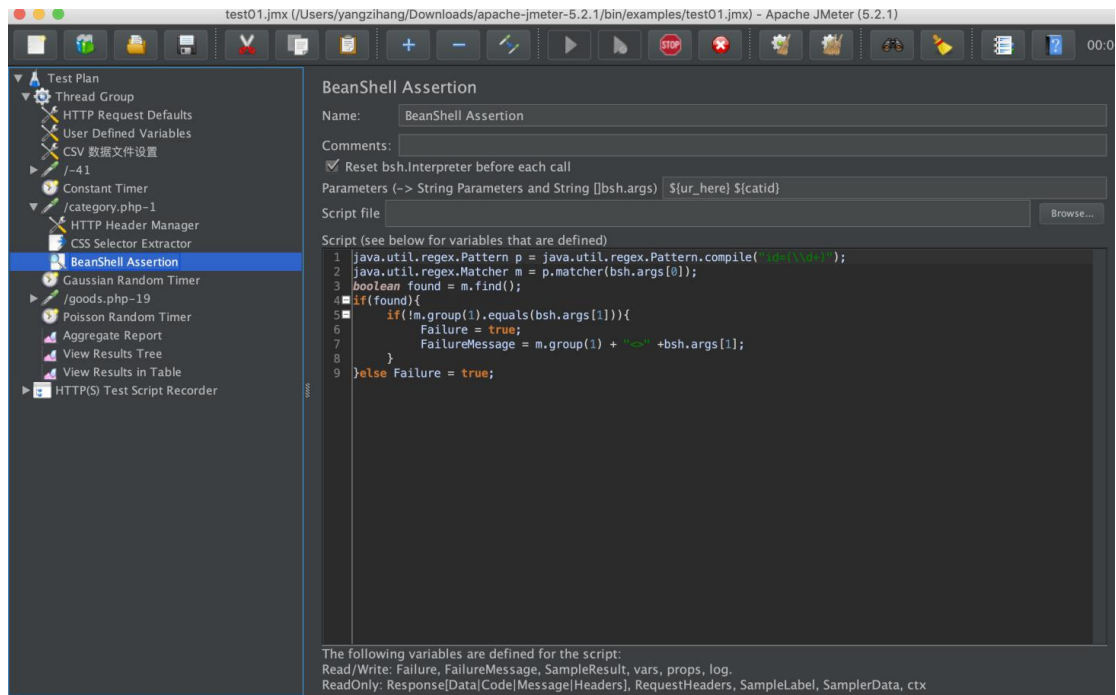 test01.jmx (/Users/yangzihang/Downloads/apache-jmeter-5.2.1/bin/examples/test01.jmx) - Apache JMeter (5.2.1)
STOP
00:0
Test Plan
Thread Group
HTTP Request Defaults
User Defined Variables
CSV 数据文件设置
/-41
Constant Timer
/category.php-1
HTTP Header Manager
CSS Selector Extractor
BeanShell Assertion
Gaussian Random Timer
/goods.php-19
Poisson Random Timer
Aggregate Report
View Results Tree
View Results in Table
HTTP(S) Test Script Recorder
BeanShell Assertion
Name: BeanShell Assertion
Comments:
Reset bsh.Interpreter before each call
Parameters (-> String Parameters and String []bsh.args) ${ur_here} ${catid}
Script file Browse...
Script (see below for variables that are defined)
1 java.util.regex.Pattern p = java.util.regex.Pattern.compile("id=(\\d+)");
2 java.util.regex.Matcher m = p.matcher(bsh.args[0]);
3 boolean found = m.find();
4 if(found){
5 if(!m.group(1).equals(bsh.args[1])){
6 Failure = true;
7 FailureMessage = m.group(1) + "<>" +bsh.args[1];
8 }
9 }else Failure = true;
The following variables are defined for the script:
Read/Write: Failure, FailureMessage, SampleResult, vars, props, log.
ReadOnly: Response[Data|Code|Message|Headers], RequestHeaders, SampleLabel, SamplerData, ctx